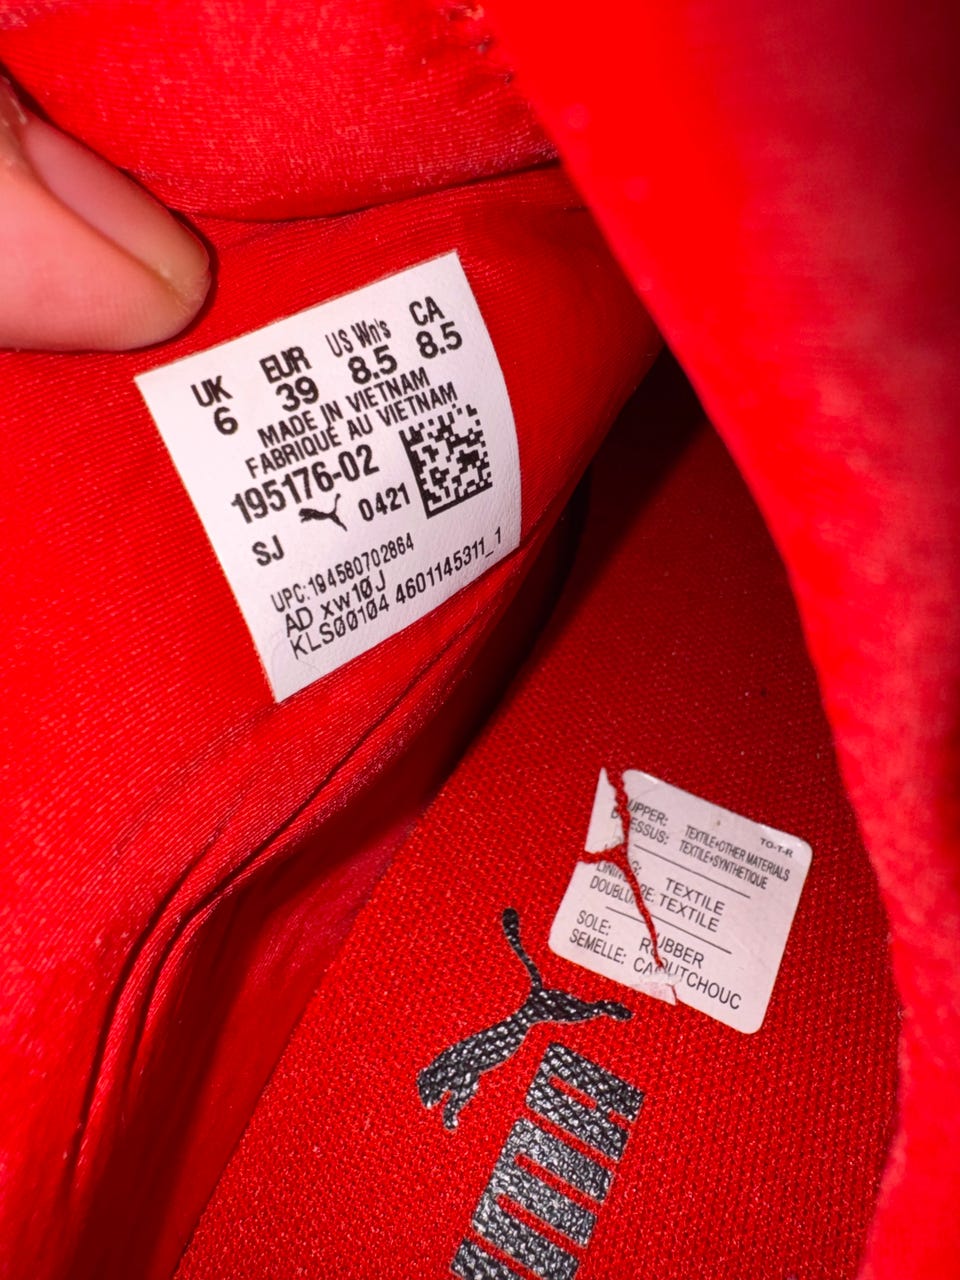 UK EUR US Wn's CA
6 39 8.5 8.5
MADE IN VIETNAM
FABRIQUE AU VIETNAM
195176-02
SJ 0421
UPC:194580702864
AD xw10J
KLS00104 4601145311_1
TO-T-R
UPPER: TEXTILE+OTHER MATERIALS
DESSUS: TEXTILE+SYNTHETIQUE
LINING: TEXTILE
DOUBLURE: TEXTILE
SOLE: RUBBER
SEMELLE: CAOUTCHOUC